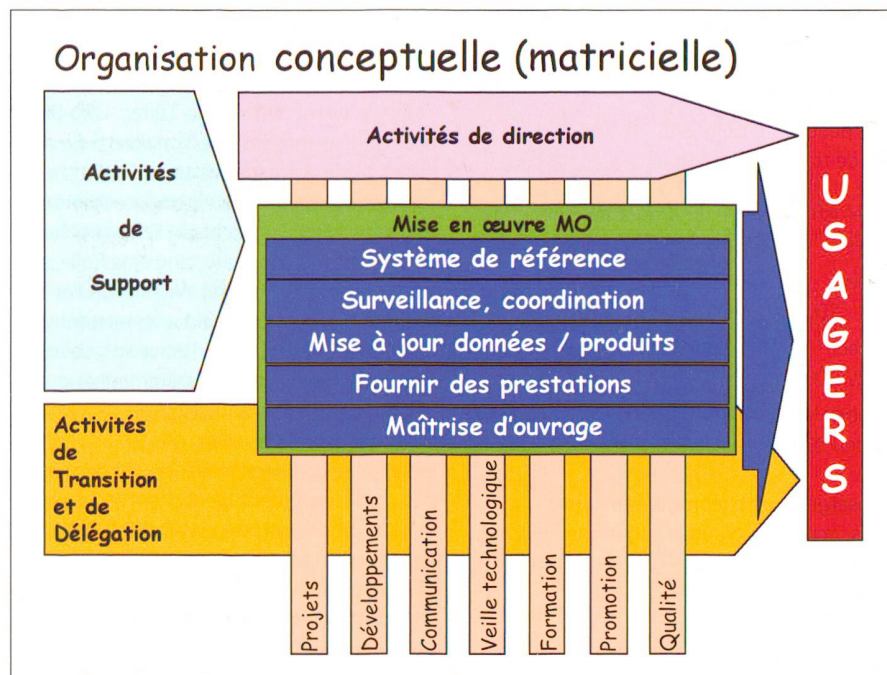 Organisation conceptuelle (matricielle)
Activités de direction
Activités
de
Support
Mise en œuvre MO
Système de référence
Surveillance, coordination
Mise à jour données / produits
Fournir des prestations
Maîtrise d'ouvrage
Activités
de
Transition
et de
Délégation
Projets
Développements
Communication
Veille technologique
Formation
Promotion
Qualité
USAGERS